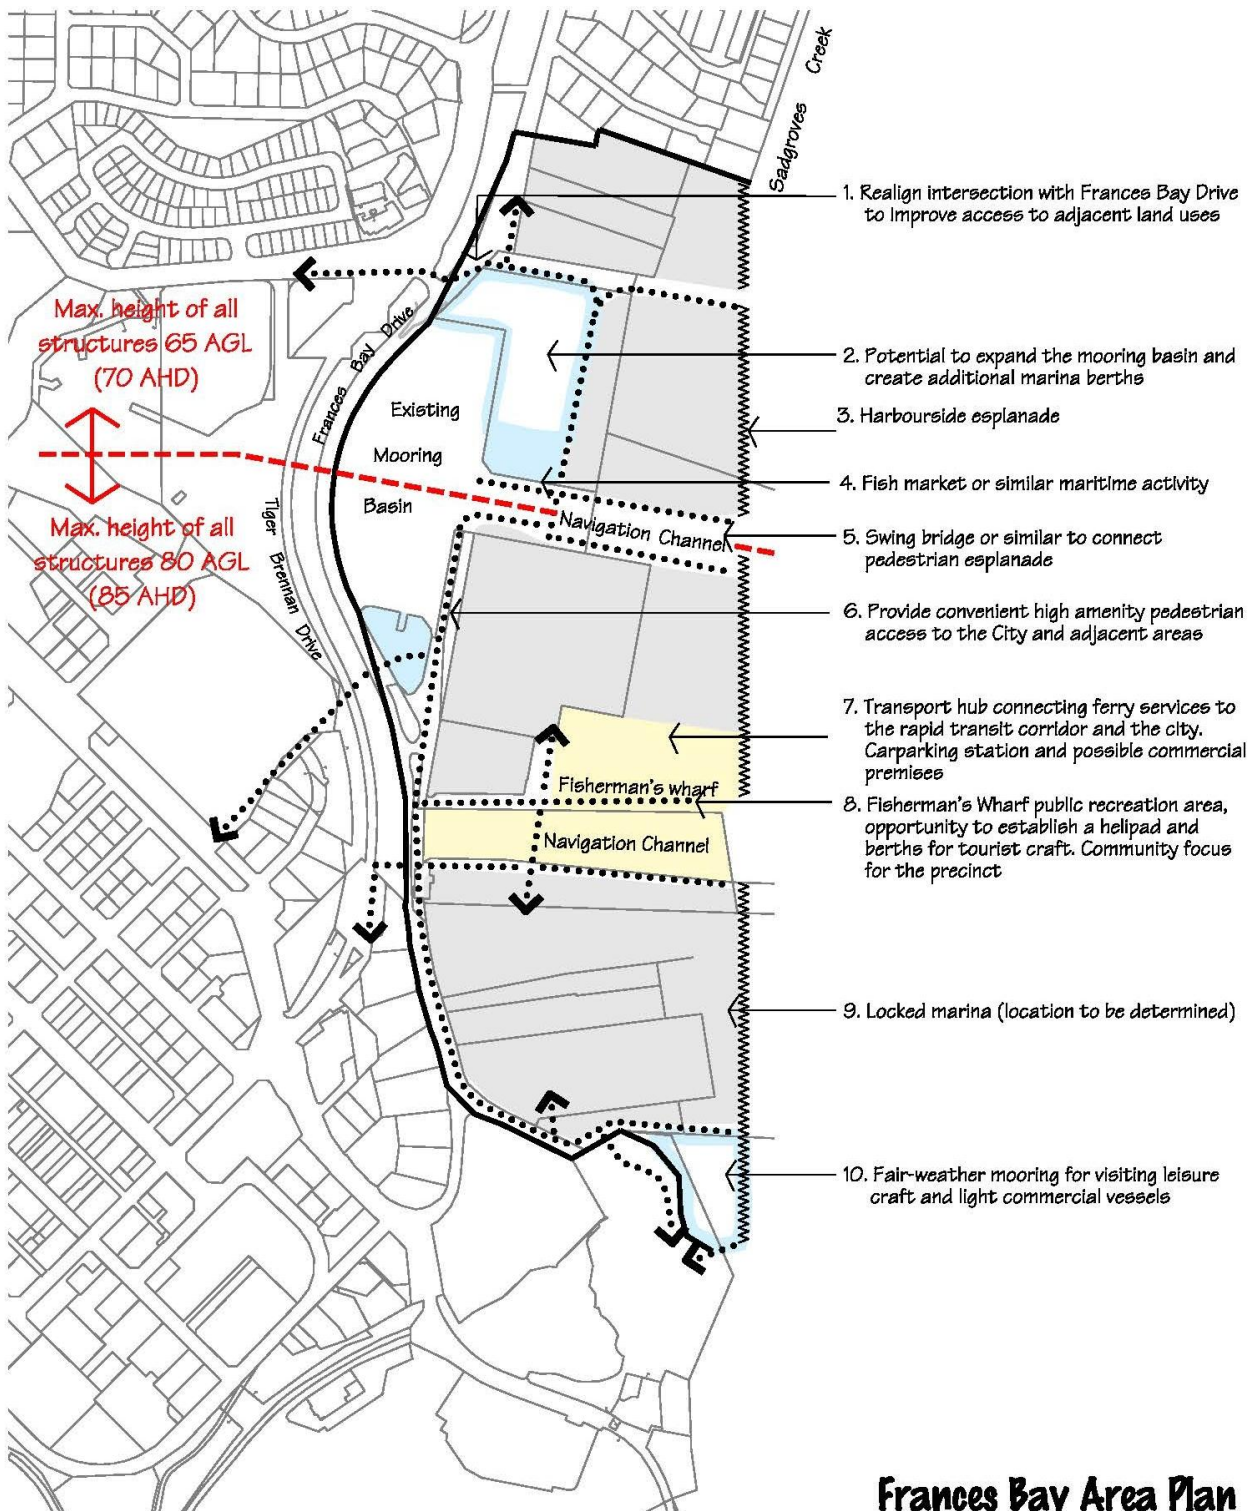 Sadgroves Creek
1. Realign intersection with Frances Bay Drive
to improve access to adjacent land uses
Max. height of all
structures 65 AGL
(70 AHD)
Frances Bay Drive
2. Potential to expand the mooring basin and
create additional marina berths
Existing
Mooring
Basin
3. Harbourside esplanade
4. Fish market or similar maritime activity
Max. height of all
structures 80 AGL
(85 AHD)
Tiger Brennan Drive
Navigation Channel
5. Swing bridge or similar to connect
pedestrian esplanade
6. Provide convenient high amenity pedestrian
access to the City and adjacent areas
7. Transport hub connecting ferry services to
the rapid transit corridor and the city.
Carparking station and possible commercial
premises
Fisherman's wharf
8. Fisherman's Wharf public recreation area,
opportunity to establish a helipad and
berths for tourist craft. Community focus
for the precinct
Navigation Channel
9. Locked marina (location to be determined)
10. Fair-weather mooring for visiting leisure
craft and light commercial vessels
Frances Bay Area Plan